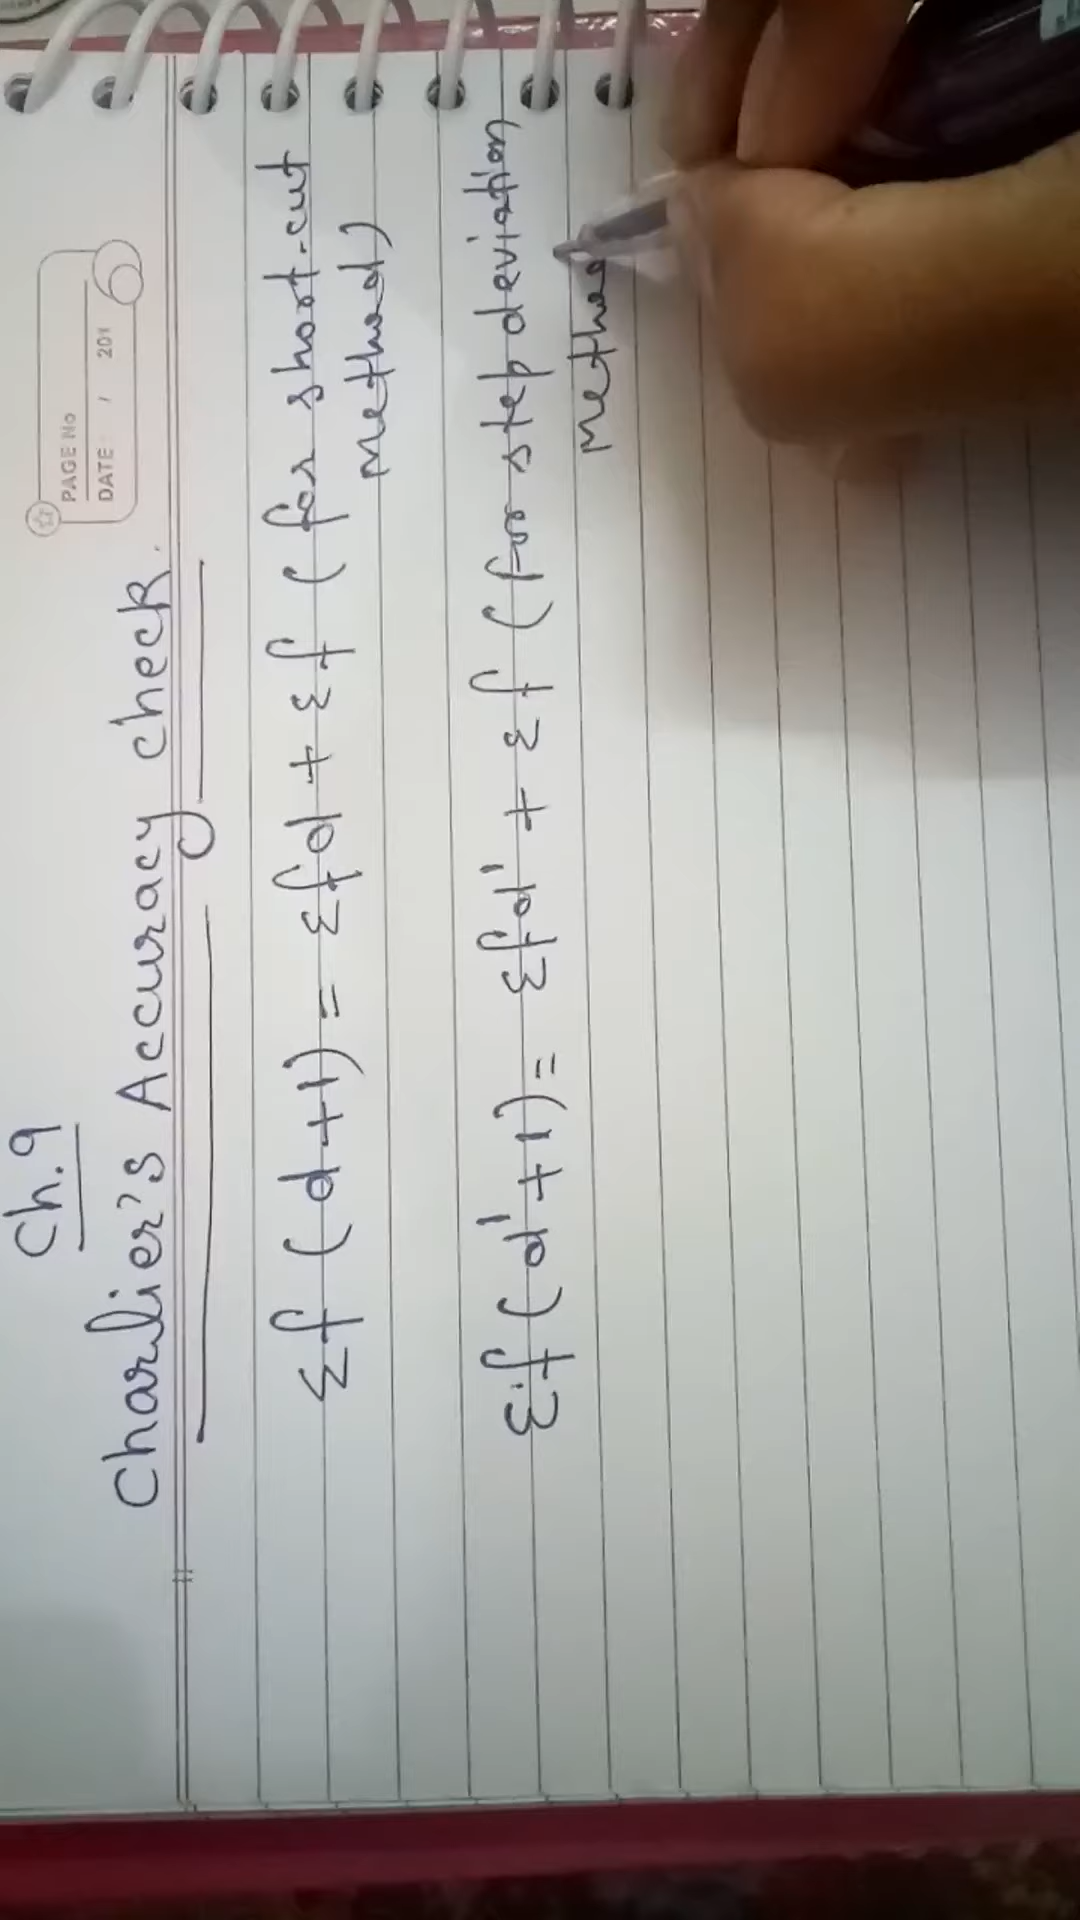 PAGE No
DATE: / 201
Ch.9
Charlier's Accuracy check.
Σf (d+1) = Σfd + Σf ( for short-cut
Method)
Σf (d'+1) = Σfd' + Σf (for step deviation